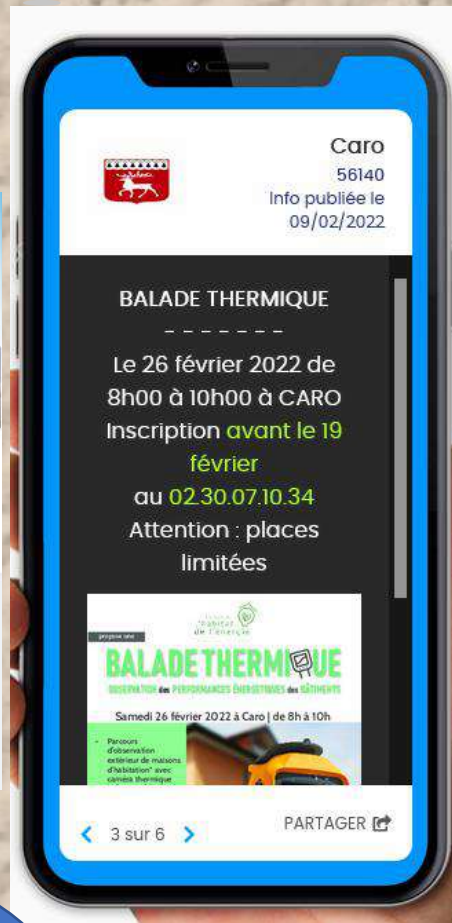 Caro
56140
Info publiée le
09/02/2022
BALADE THERMIQUE
- - - - - - -
Le 26 février 2022 de
8h00 à 10h00 à CARO
Inscription avant le 19
février
au 02.30.07.10.34
Attention : places
limitées
propose une
l'habitat
de l'énergie
BALADE THERMIQUE
OBSERVATION des PERFORMANCES ÉNERGÉTIQUES des BÂTIMENTS
Samedi 26 février 2022 à Caro | de 8h à 10h
- Parcours
d'observation
extérieur de maisons
d'habitation* avec
caméra thermique
3 sur 6
PARTAGER